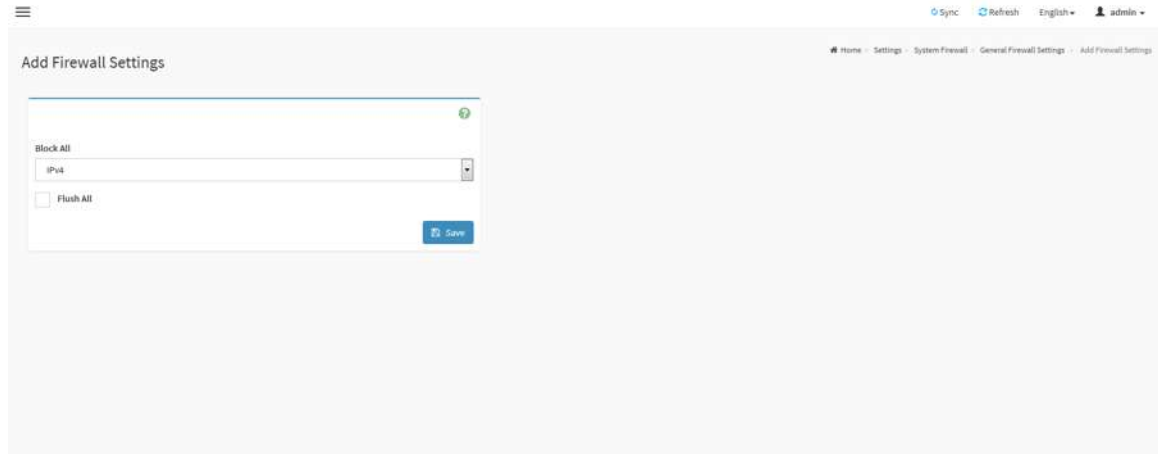 Sync Refresh English admin
Home Settings System Firewall General Firewall Settings Add Firewall Settings
Add Firewall Settings
Block All
IPv4
Flush All
Save